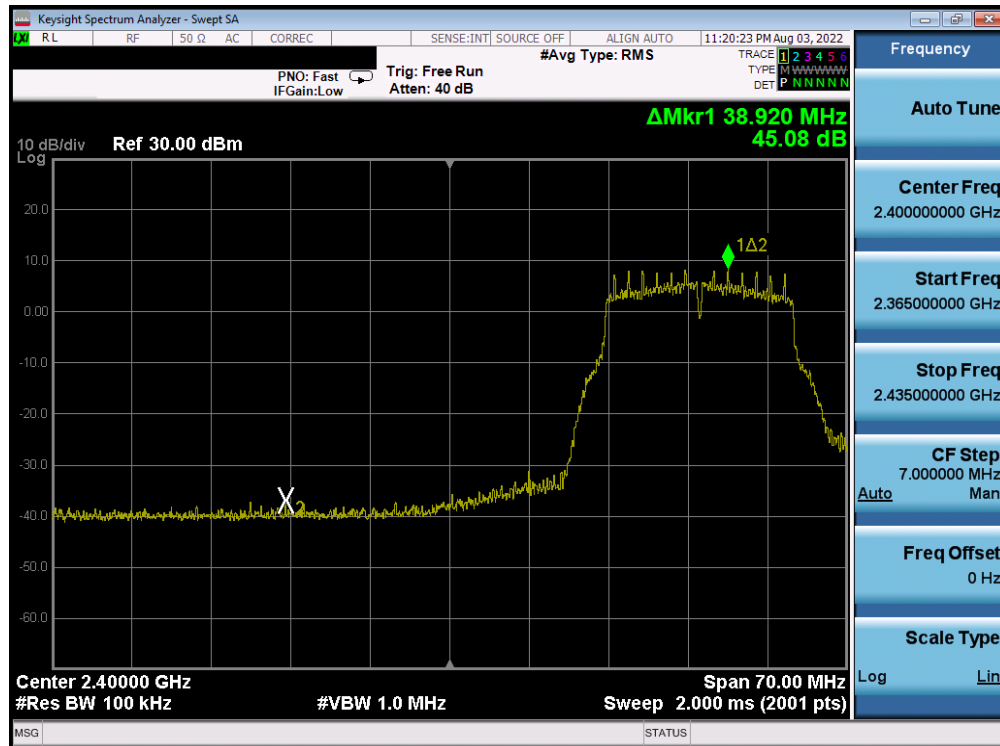 Keysight Spectrum Analyzer - Swept SA
LXI RL RF 50 Ω AC CORREC SENSE:INT SOURCE OFF ALIGN AUTO 11:20:23 PM Aug 03, 2022
PNO: Fast
IFGain:Low
Trig: Free Run
Atten: 40 dB
#Avg Type: RMS
TRACE 1 2 3 4 5 6
TYPE M WWWWW
DET P N N N N N
ΔMkr1 38.920 MHz
45.08 dB
10 dB/div Ref 30.00 dBm
Log
20.0
10.0
0.00
-10.0
-20.0
-30.0
-40.0
-50.0
-60.0
1Δ2
X2
Center 2.40000 GHz Span 70.00 MHz
#Res BW 100 kHz #VBW 1.0 MHz Sweep 2.000 ms (2001 pts)
MSG STATUS
Frequency
Auto Tune
Center Freq
2.400000000 GHz
Start Freq
2.365000000 GHz
Stop Freq
2.435000000 GHz
CF Step
7.000000 MHz
Auto Man
Freq Offset
0 Hz
Scale Type
Log Lin